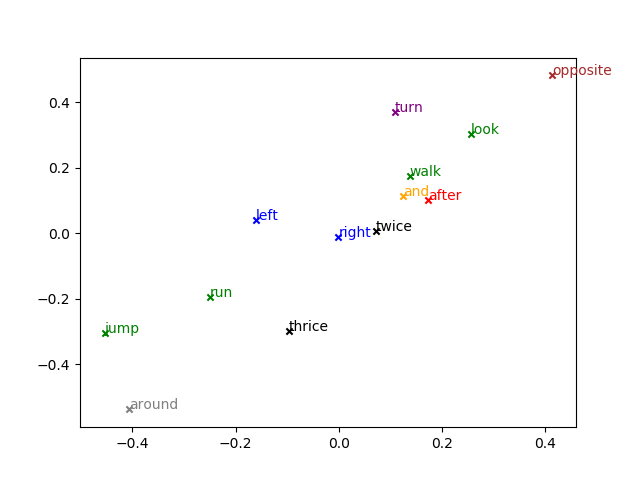 opposite
0.4
turn
look
0.2
walk
and
after
left
0.0
right
twice
run
−0.2
thrice
jump
−0.4
around
−0.4
−0.2
0.0
0.2
0.4